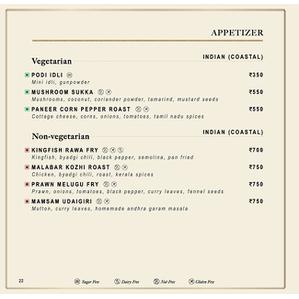 APPETIZER
Vegetarian INDIAN (COASTAL)
PODI IDLI ₹350
Mini idli, gunpowder
MUSHROOM SUKKA ₹550
Mushrooms, coconut, coriander powder, tamarind, mustard seeds
PANEER CORN PEPPER ROAST ₹550
Cottage cheese, corn, onions, tomatoes, tamil nadu spices
Non-vegetarian INDIAN (COASTAL)
KINGFISH RAWA FRY ₹700
Kingfish, byadgi chili, black pepper, semolina, pan fried
MALABAR KOZHI ROAST ₹750
Chicken, byadgi chili, roast, kerala spices
PRAWN MELUGU FRY ₹750
Prawn, onions, tomatoes, black pepper, curry leaves, fennel seeds
MAMSAM UDAIGIRI ₹750
Mutton, curry leaves, homemade andhra garam masala
22 Sugar Free Dairy Free Nut Free Gluten Free